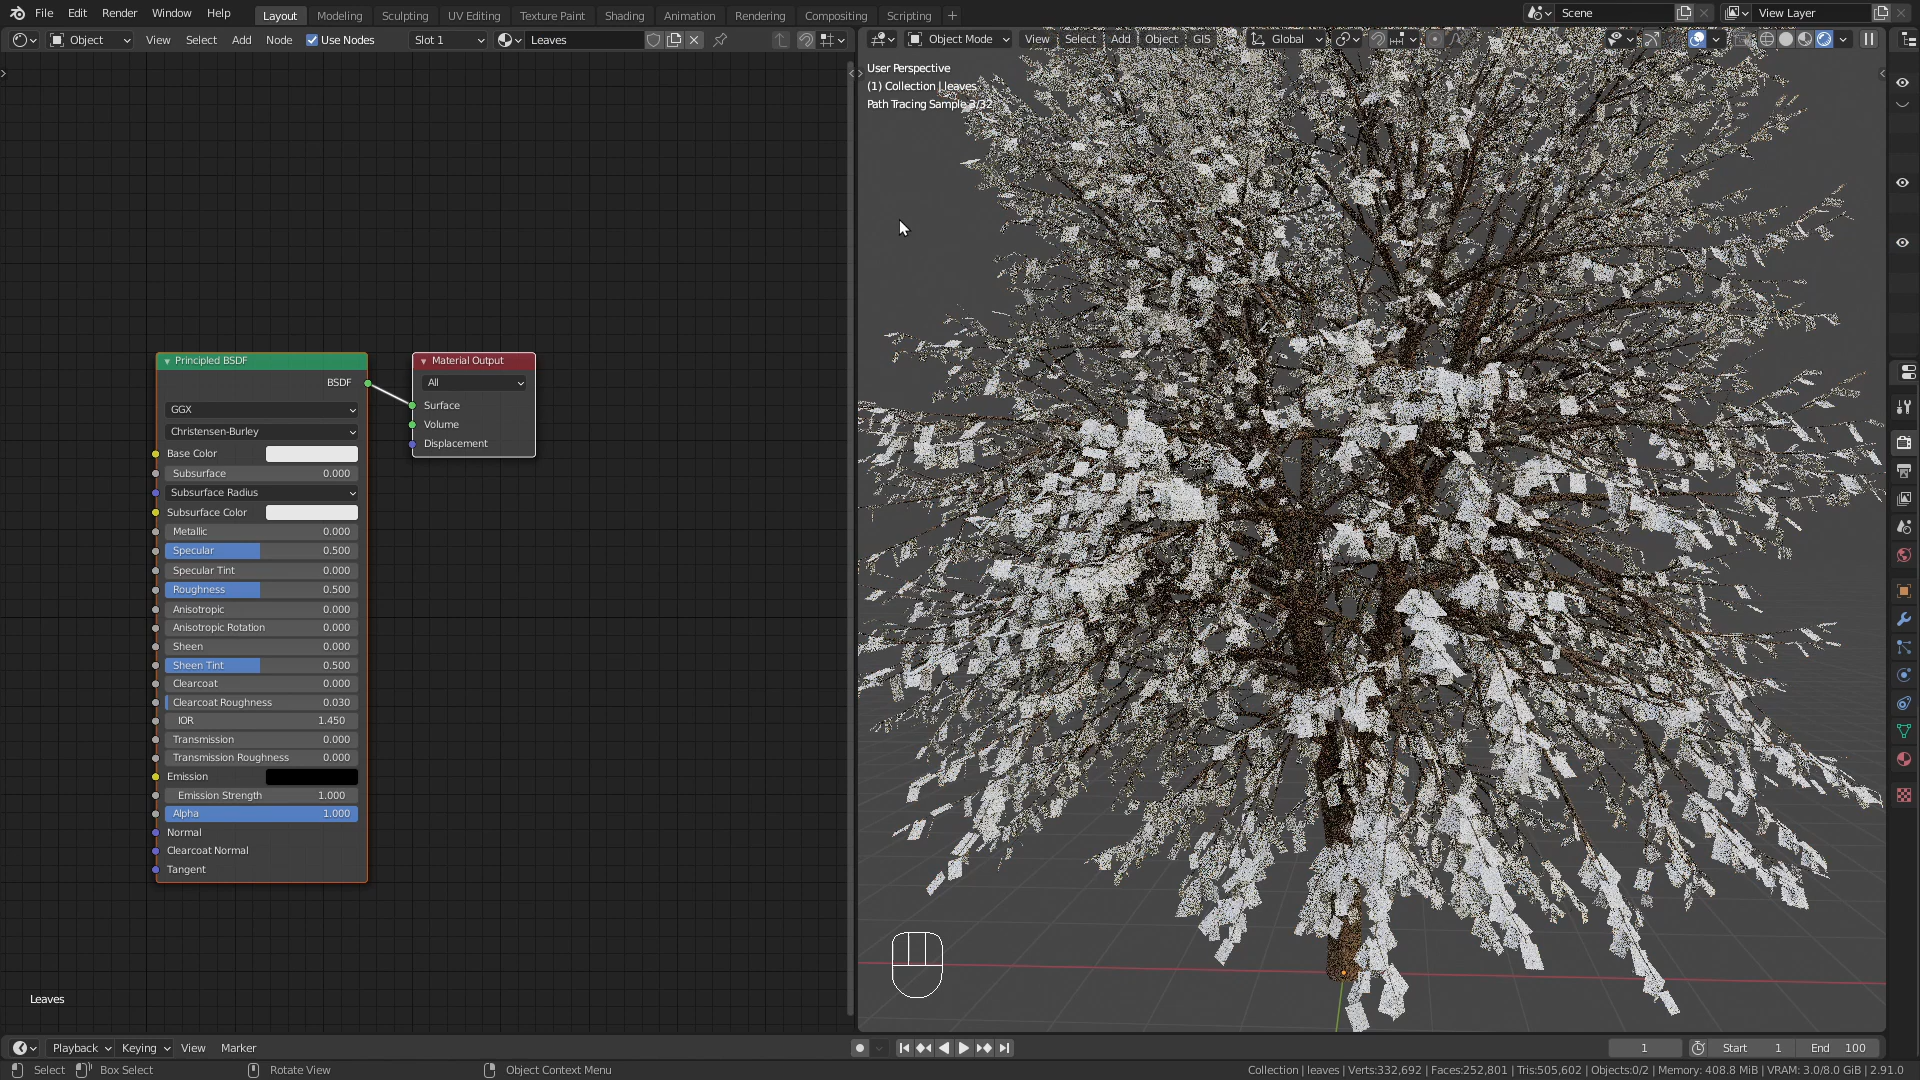 File Edit Render Window Help Layout Modeling Sculpting UV Editing Texture Paint Shading Animation Rendering Compositing Scripting + Scene View Layer
Object View Select Add Node Use Nodes Slot 1 Leaves
Object Mode View Select Add Object GIS Global
User Perspective
(1) Collection | leaves
Path Tracing Sample 3/32
Principled BSDF
BSDF
GGX
Christensen-Burley
Base Color
Subsurface 0.000
Subsurface Radius
Subsurface Color
Metallic 0.000
Specular 0.500
Specular Tint 0.000
Roughness 0.500
Anisotropic 0.000
Anisotropic Rotation 0.000
Sheen 0.000
Sheen Tint 0.500
Clearcoat 0.000
Clearcoat Roughness 0.030
IOR 1.450
Transmission 0.000
Transmission Roughness 0.000
Emission
Emission Strength 1.000
Alpha 1.000
Normal
Clearcoat Normal
Tangent
Material Output
All
Surface
Volume
Displacement
Leaves
Playback Keying View Marker 1 Start 1 End 100
Select Box Select Rotate View Object Context Menu Collection | leaves | Verts:332,692 | Faces:252,801 | Tris:505,602 | Objects:0/2 | Memory: 408.8 MiB | VRAM: 3.0/8.0 GiB | 2.91.0